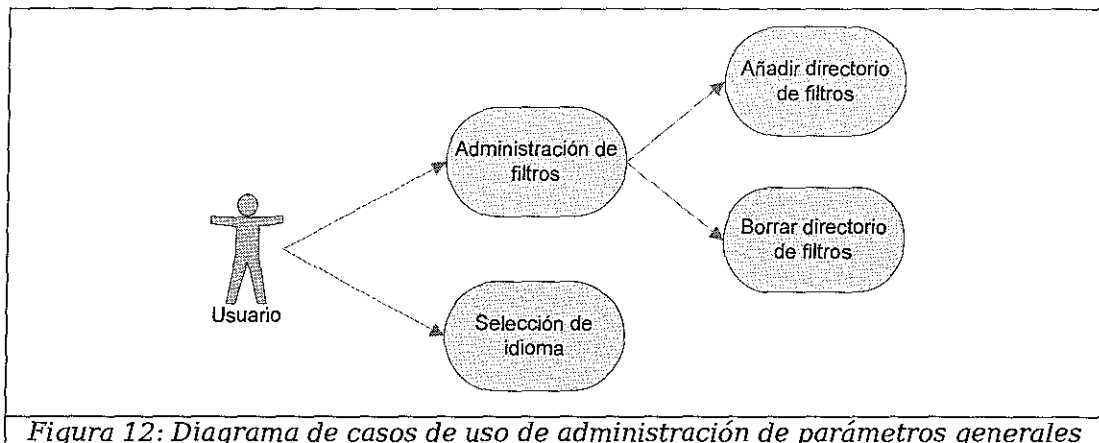 Añadir directorio
de filtros
Administración de
filtros
Borrar directorio
de filtros
Usuario
Selección de
idioma
Figura 12: Diagrama de casos de uso de administración de parámetros generales